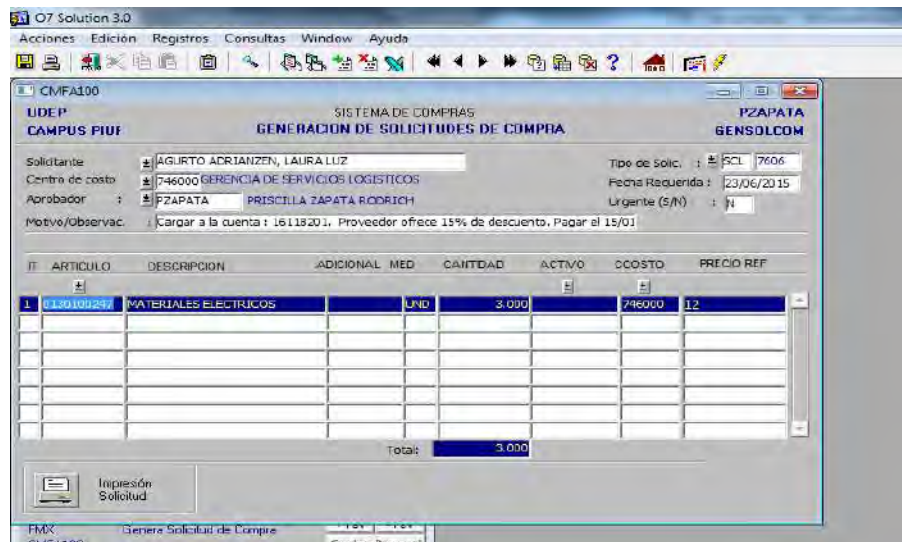 O7 Solution 3.0
Acciones Edición Registros Consultas Window Ayuda
CMFA100
UDEP SISTEMA DE COMPRAS PZAPATA
CAMPUS PIUF GENERACION DE SOLICITUDES DE COMPRA GENSOLCOM
Solicitante AGURTO ADRIANZEN, LAURA LUZ Tipo de Solic. : SCL 7606
Centro de costo 746000 GERENCIA DE SERVICIOS LOGISTICOS Fecha Requerida : 23/06/2015
Aprobador : PZAPATA PRISCILLA ZAPATA RODRICH Urgente (S/N) : N
Motivo/Observac. : Cargar a la cuenta : 16118201. Proveedor ofrece 15% de descuento. Pagar el 15/01
IT ARTICULO DESCRIPCION ADICIONAL MED CANTIDAD ACTIVO CCOSTO PRECIO REF
1 0130100247 MATERIALES ELECTRICOS UND 3.000 746000 12
Total: 3.000
Impresión
Solicitud
FMX Genera Solicitud de Compra